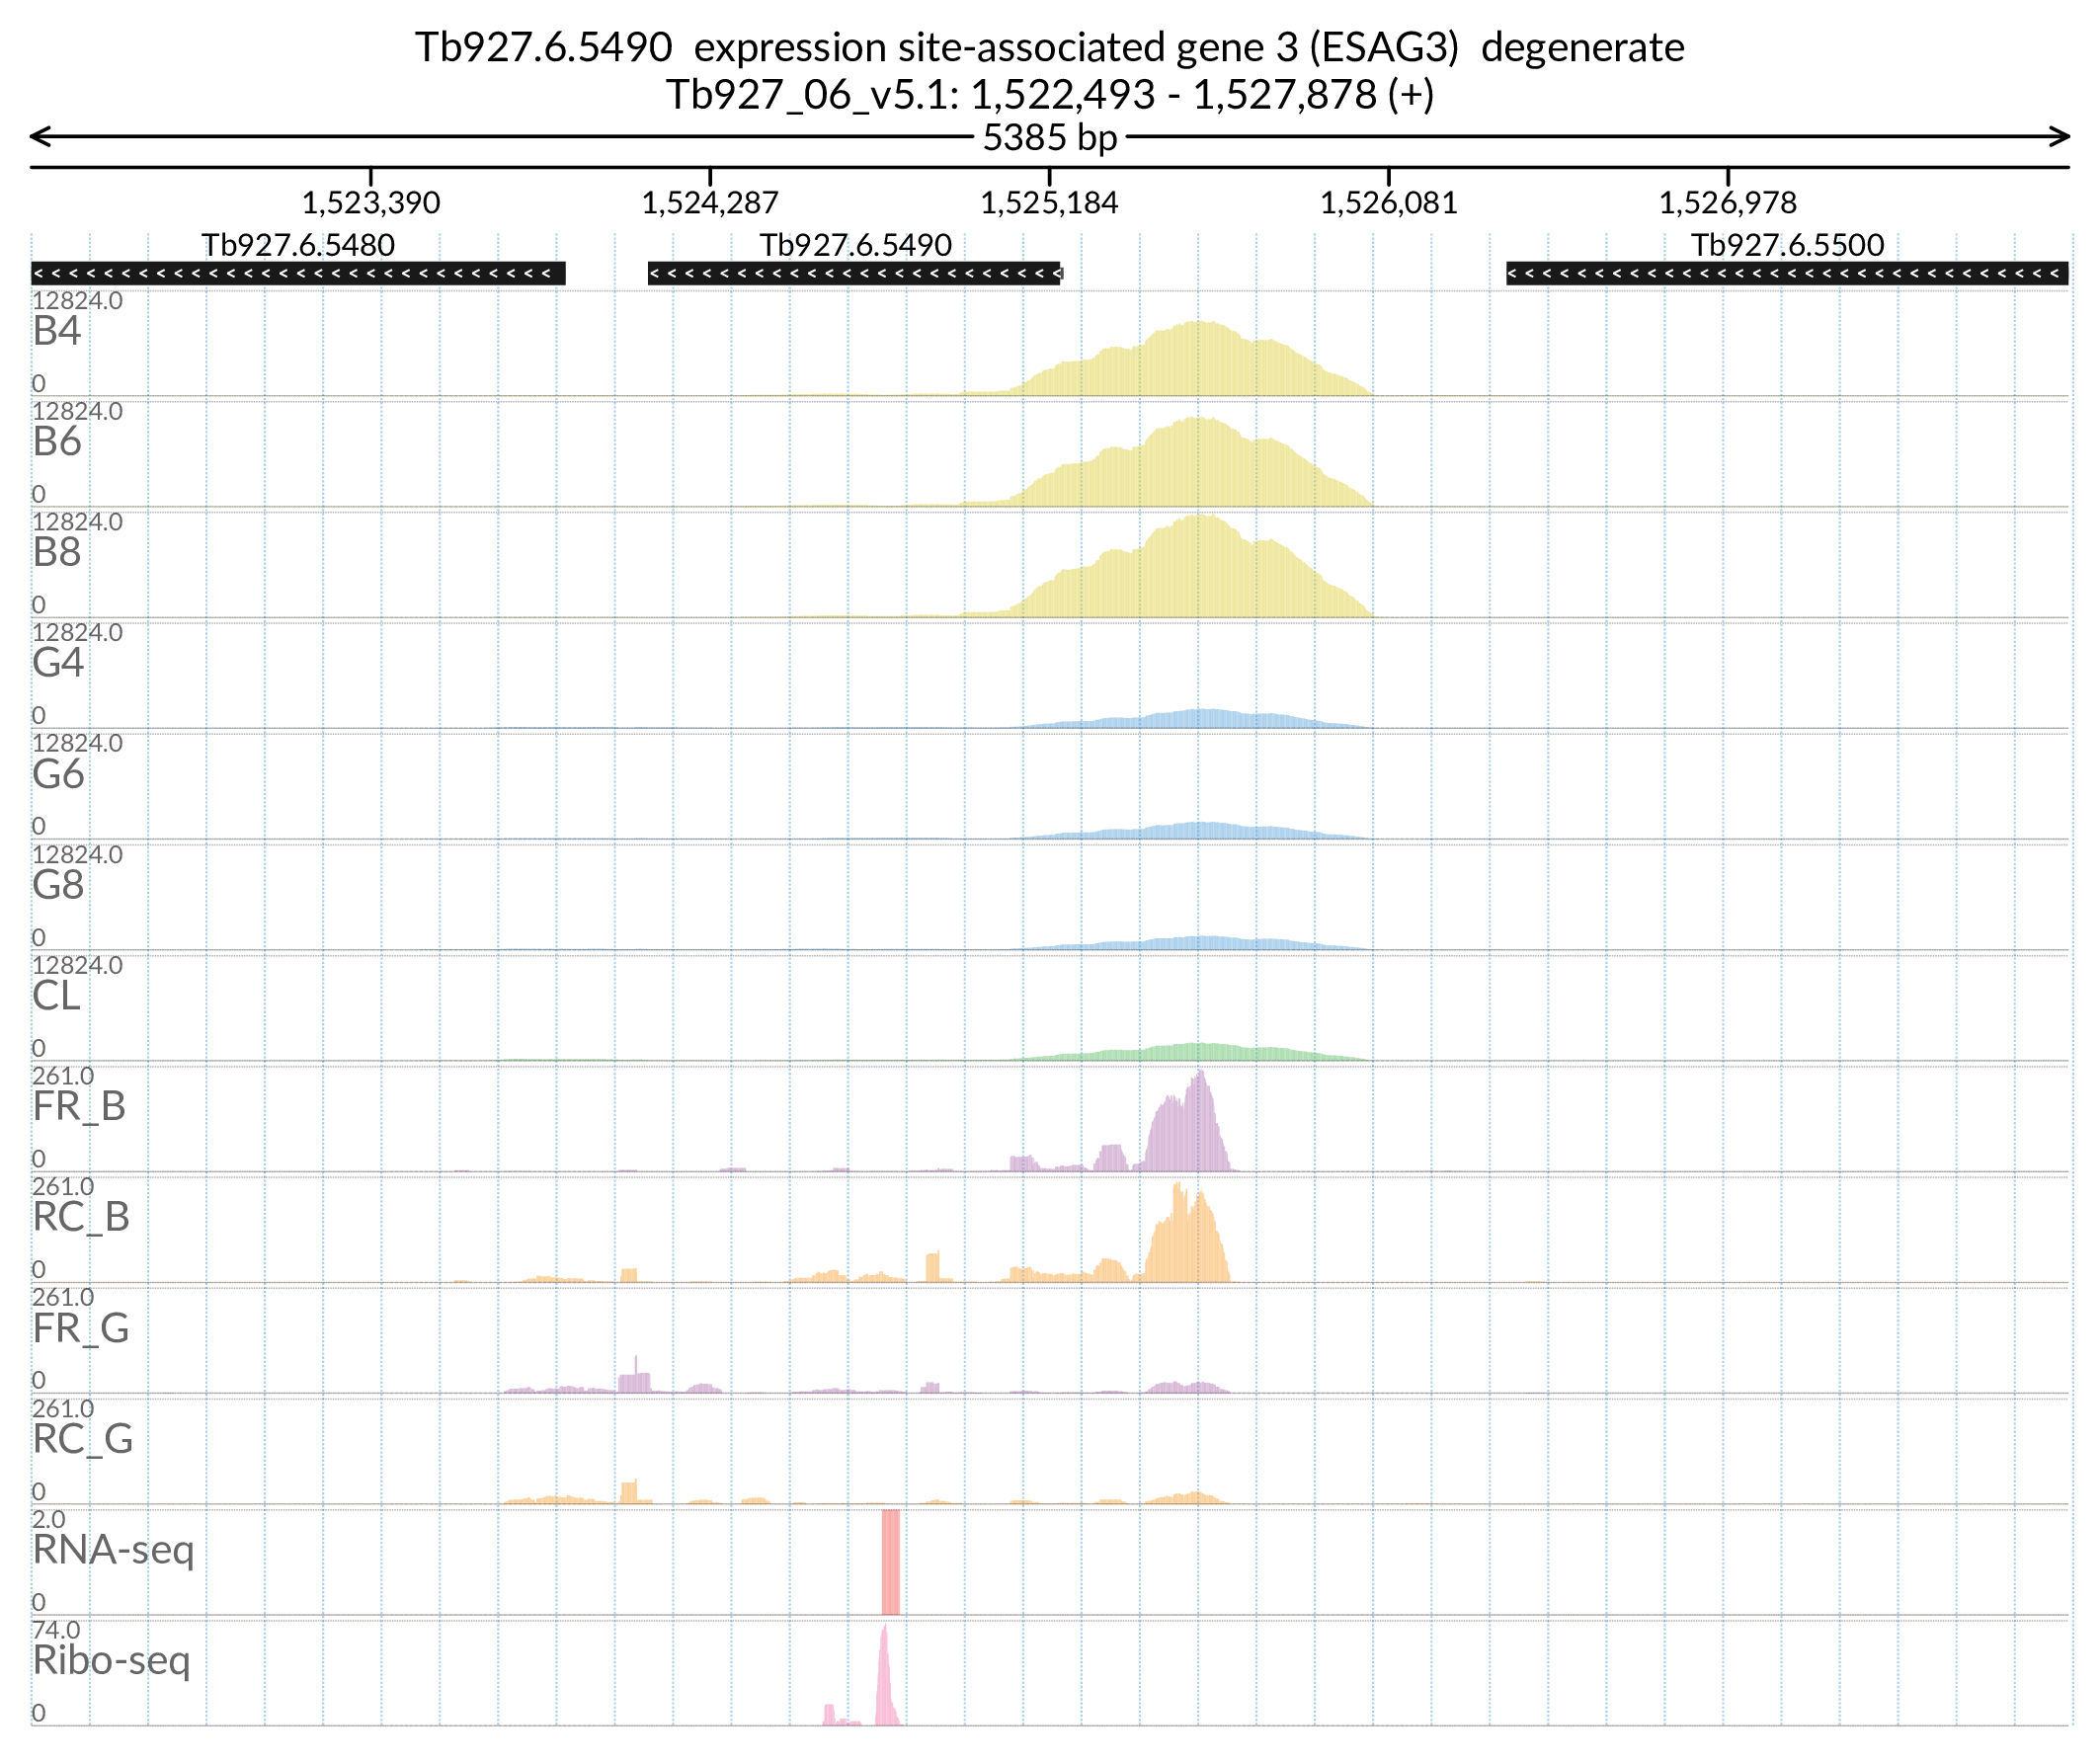 Tb927.6.5490  expression site-associated gene 3 (ESAG3)  degenerate
Tb927_06_v5.1: 1,522,493 - 1,527,878 (+)
5385 bp
1,523,390 1,524,287 1,525,184 1,526,081 1,526,978
Tb927.6.5480 Tb927.6.5490 Tb927.6.5500
12824.0
B4
0
12824.0
B6
0
12824.0
B8
0
12824.0
G4
0
12824.0
G6
0
12824.0
G8
0
12824.0
CL
0
261.0
FR_B
0
261.0
RC_B
0
261.0
FR_G
0
261.0
RC_G
0
2.0
RNA-seq
0
74.0
Ribo-seq
0